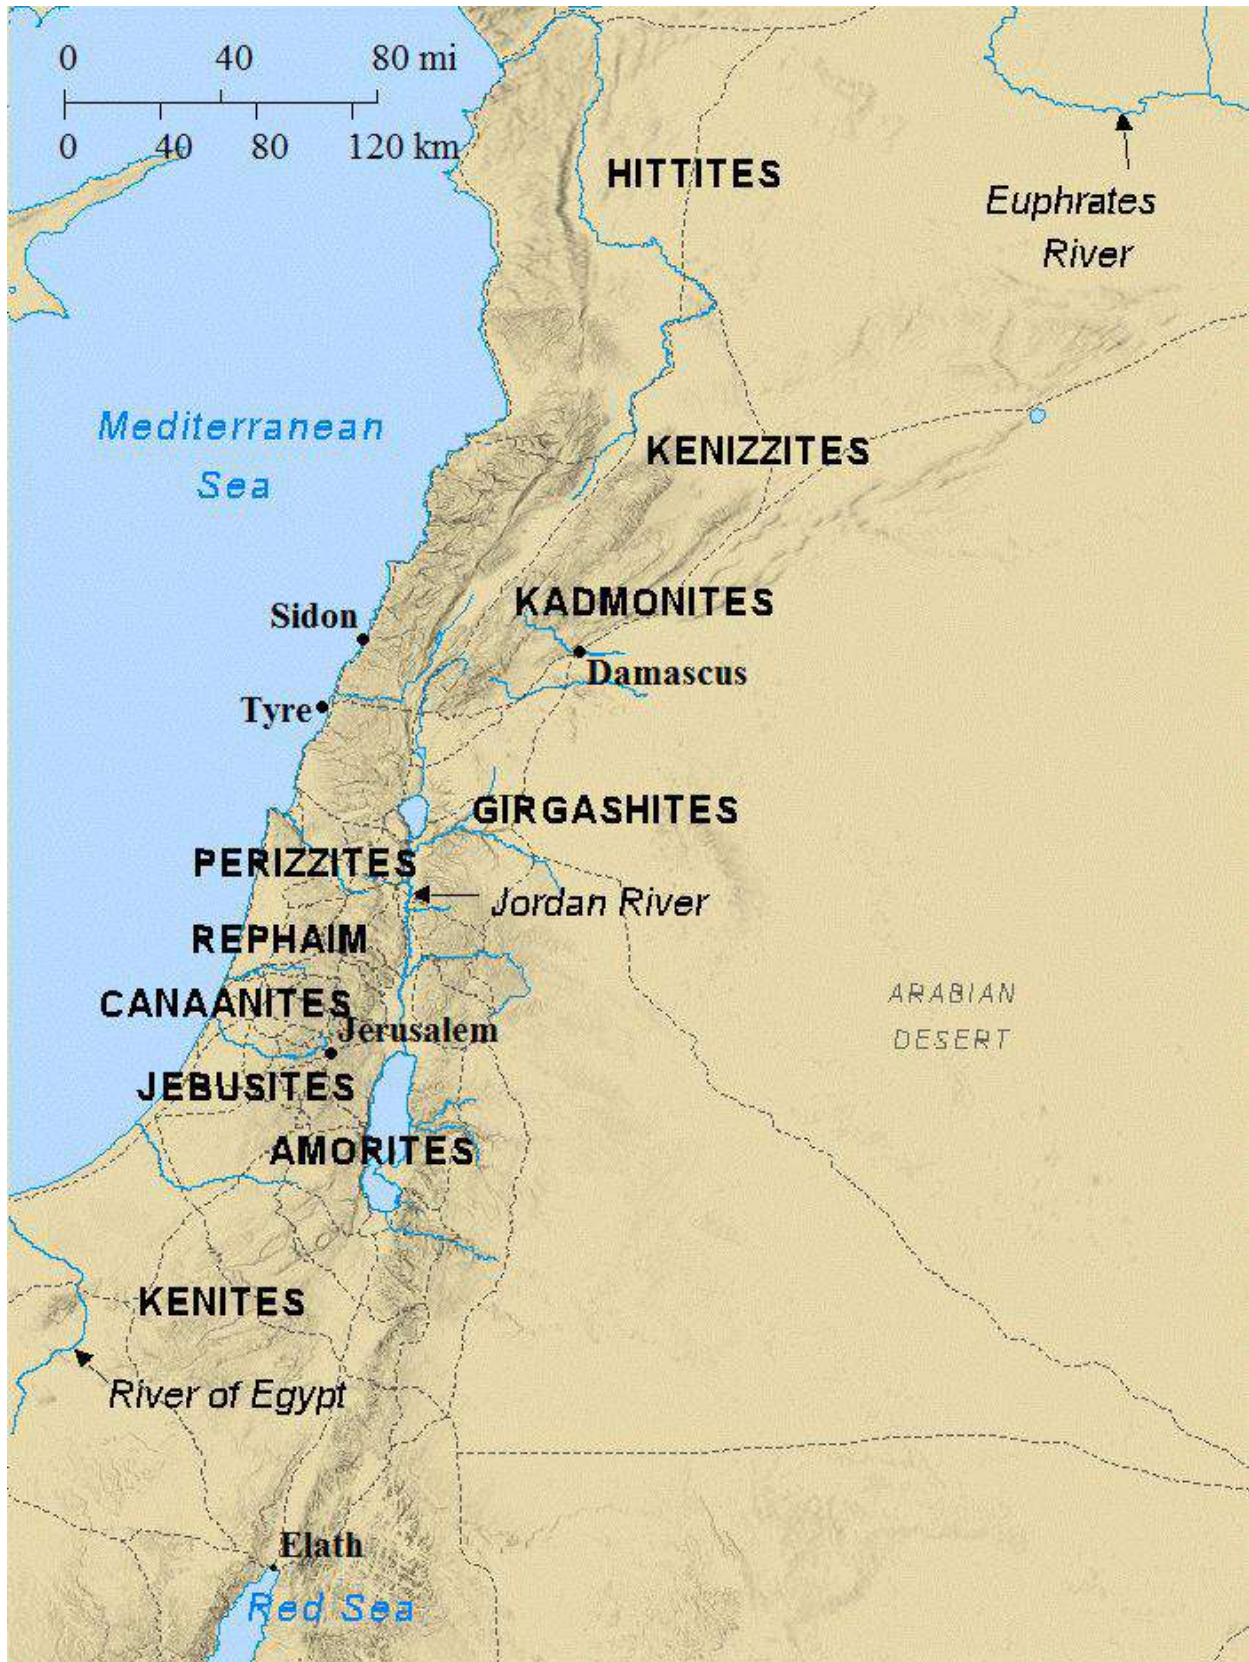 0 40 80 mi
0 40 80 120 km
HITTITES
Euphrates
River
Mediterranean
Sea
KENIZZITES
KADMONITES
Sidon
Damascus
Tyre
GIRGASHITES
PERIZZITES
Jordan River
REPHAIM
CANAANITES
ARABIAN
DESERT
Jerusalem
JEBUSITES
AMORITES
KENITES
River of Egypt
Elath
Red Sea